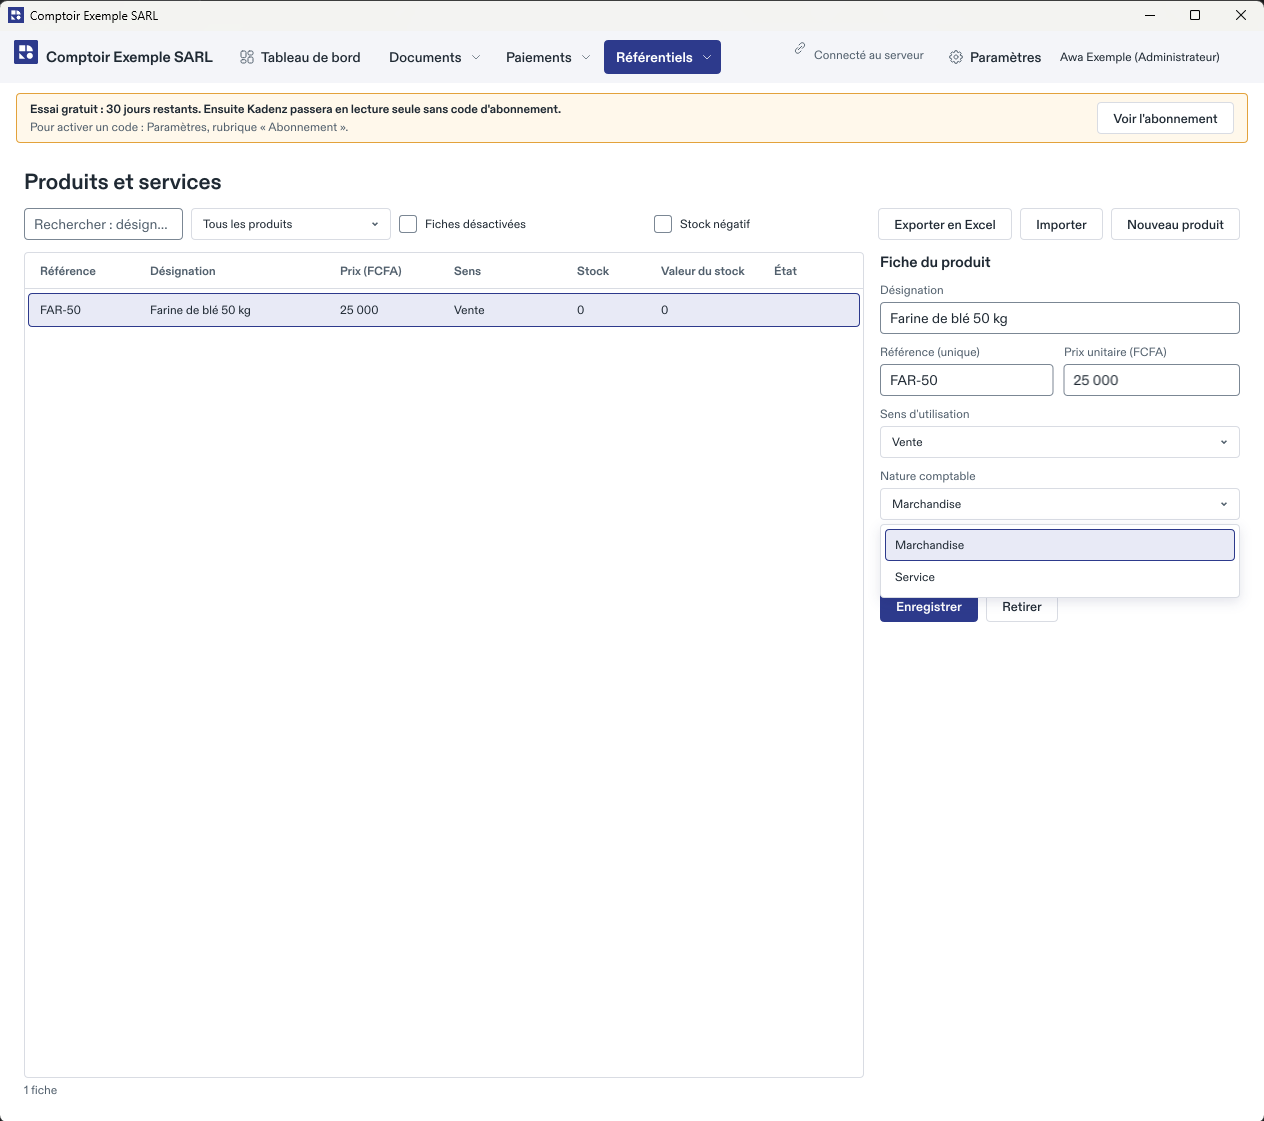 Comptoir Exemple SARL
Comptoir Exemple SARL
Tableau de bord
Documents
Paiements
Référentiels
Connecté au serveur
Paramètres
Awa Exemple (Administrateur)
Essai gratuit : 30 jours restants. Ensuite Kadenz passera en lecture seule sans code d'abonnement.
Pour activer un code : Paramètres, rubrique « Abonnement ».
Voir l'abonnement
Produits et services
Rechercher : désign...
Tous les produits
Fiches désactivées
Stock négatif
Exporter en Excel
Importer
Nouveau produit
Référence Désignation Prix (FCFA) Sens Stock Valeur du stock État
FAR-50 Farine de blé 50 kg 25 000 Vente 0 0
1 fiche
Fiche du produit
Désignation
Farine de blé 50 kg
Référence (unique) Prix unitaire (FCFA)
FAR-50 25 000
Sens d'utilisation
Vente
Nature comptable
Marchandise
Marchandise
Service
Enregistrer Retirer